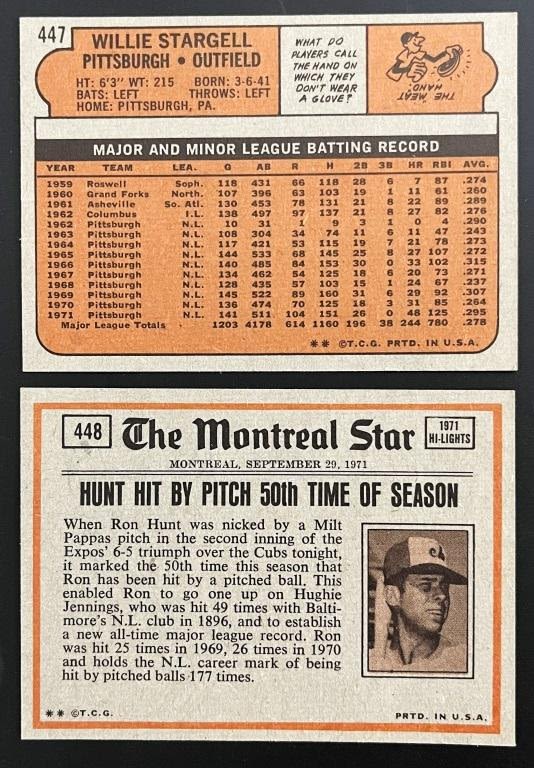 447
WILLIE STARGELL
PITTSBURGH • OUTFIELD
HT: 6'3" WT: 215 BORN: 3-6-41
BATS: LEFT THROWS: LEFT
HOME: PITTSBURGH, PA.
WHAT DO
PLAYERS CALL
THE HAND ON
WHICH THEY
DON'T WEAR
A GLOVE?
THE "MEAT
HAND."
MAJOR AND MINOR LEAGUE BATTING RECORD
YEAR TEAM LEA. G AB R H 2B 3B HR RBI AVG.
1959 Roswell Soph. 118 431 66 118 28 6 7 87 .274
1960 Grand Forks North. 107 396 63 103 19 1 11 61 .260
1961 Asheville So. Atl. 130 453 78 131 21 8 22 89 .289
1962 Columbus I.L. 138 497 97 137 21 8 27 82 .276
1962 Pittsburgh N.L. 10 31 1 9 3 1 0 4 .290
1963 Pittsburgh N.L. 108 304 34 74 11 6 11 47 .243
1964 Pittsburgh N.L. 117 421 53 115 19 7 21 78 .273
1965 Pittsburgh N.L. 144 533 68 145 25 8 27 107 .272
1966 Pittsburgh N.L. 140 485 84 153 30 0 33 102 .315
1967 Pittsburgh N.L. 134 462 54 125 18 6 20 73 .271
1968 Pittsburgh N.L. 128 435 57 103 15 1 24 67 .237
1969 Pittsburgh N.L. 145 522 89 160 31 6 29 92 .307
1970 Pittsburgh N.L. 136 474 70 125 18 3 31 85 .264
1971 Pittsburgh N.L. 141 511 104 151 26 0 48 125 .295
Major League Totals 1203 4178 614 1160 196 38 244 780 .278
** ©T.C.G. PRTD. IN U.S.A.
448
The Montreal Star
1971
HI-LIGHTS
MONTREAL, SEPTEMBER 29, 1971
HUNT HIT BY PITCH 50th TIME OF SEASON
When Ron Hunt was nicked by a Milt
Pappas pitch in the second inning of the
Expos' 6-5 triumph over the Cubs tonight,
it marked the 50th time this season that
Ron has been hit by a pitched ball. This
enabled Ron to go one up on Hughie
Jennings, who was hit 49 times with Balti-
more's N.L. club in 1896, and to establish
a new all-time major league record. Ron
was hit 25 times in 1969, 26 times in 1970
and holds the N.L. career mark of being
hit by pitched balls 177 times.
** ©T.C.G.
PRTD. IN U.S.A.